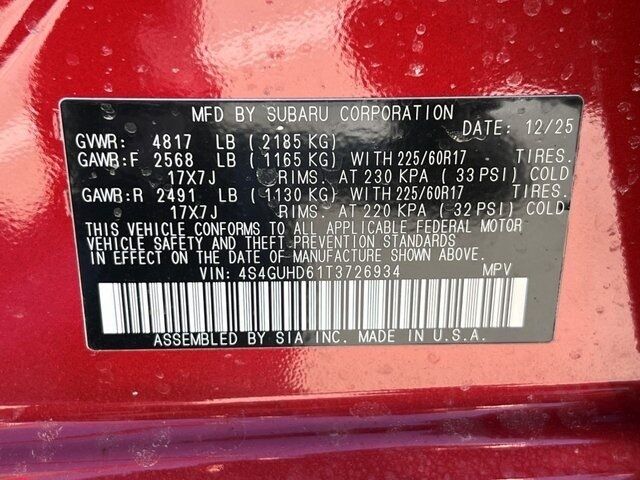 MFD BY SUBARU CORPORATION
DATE: 12/25
GVWR: 4817 LB (2185 KG)
GAWR:F 2568 LB (1165 KG) WITH 225/60R17 TIRES.
17X7J RIMS. AT 230 KPA (33 PSI) COLD
GAWR:R 2491 LB (1130 KG) WITH 225/60R17 TIRES.
17X7J RIMS. AT 220 KPA (32 PSI) COLD
THIS VEHICLE CONFORMS TO ALL APPLICABLE FEDERAL MOTOR
VEHICLE SAFETY AND THEFT PREVENTION STANDARDS
IN EFFECT ON THE DATE OF MANUFACTURE SHOWN ABOVE.
VIN: 4S4GUHD61T3726934 MPV
ASSEMBLED BY SIA INC. MADE IN U.S.A.